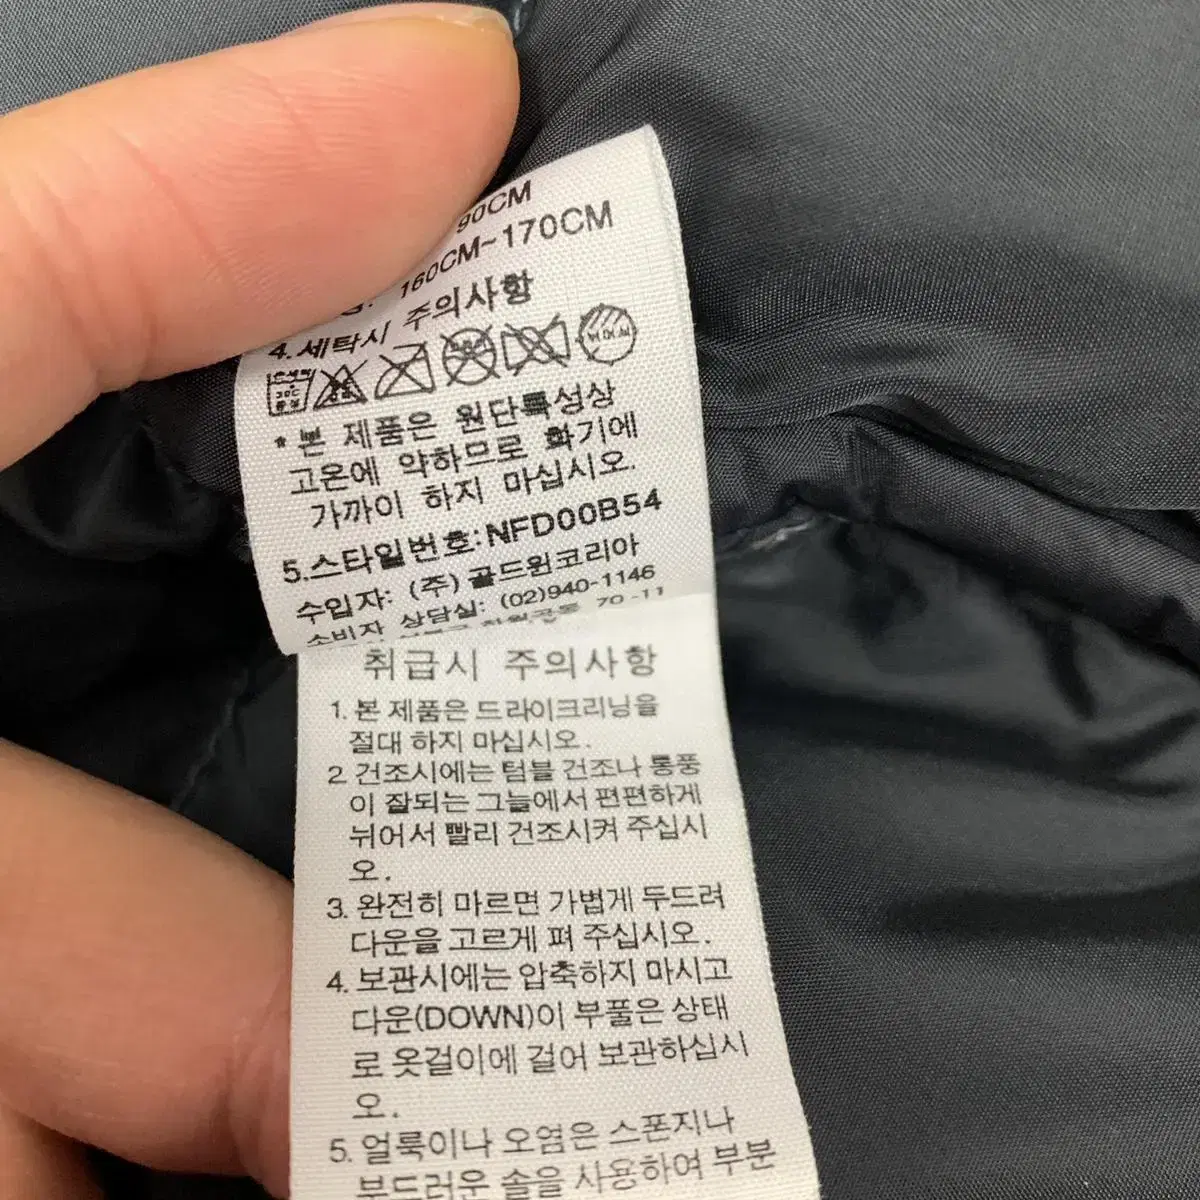 90CM
160CM~170CM
4.세탁시 주의사항
30C
* 본 제품은 원단특성상
고온에 약하므로 화기에
가까이 하지 마십시오.
5.스타일번호:NFD00B54
수입자: (주) 골드윈코리아
소비자 상담실: (02)940-1146
70-11
취급시 주의사항
1. 본 제품은 드라이크리닝을
절대 하지 마십시오.
2. 건조시에는 텀블 건조나 통풍
이 잘되는 그늘에서 편편하게
뉘어서 빨리 건조시켜 주십시
오.
3. 완전히 마르면 가볍게 두드려
다운을 고르게 펴 주십시오.
4. 보관시에는 압축하지 마시고
다운(DOWN)이 부풀은 상태
로 옷걸이에 걸어 보관하십시
오.
5. 얼룩이나 오염은 스폰지나
부드러운 솔을 사용하여 부분